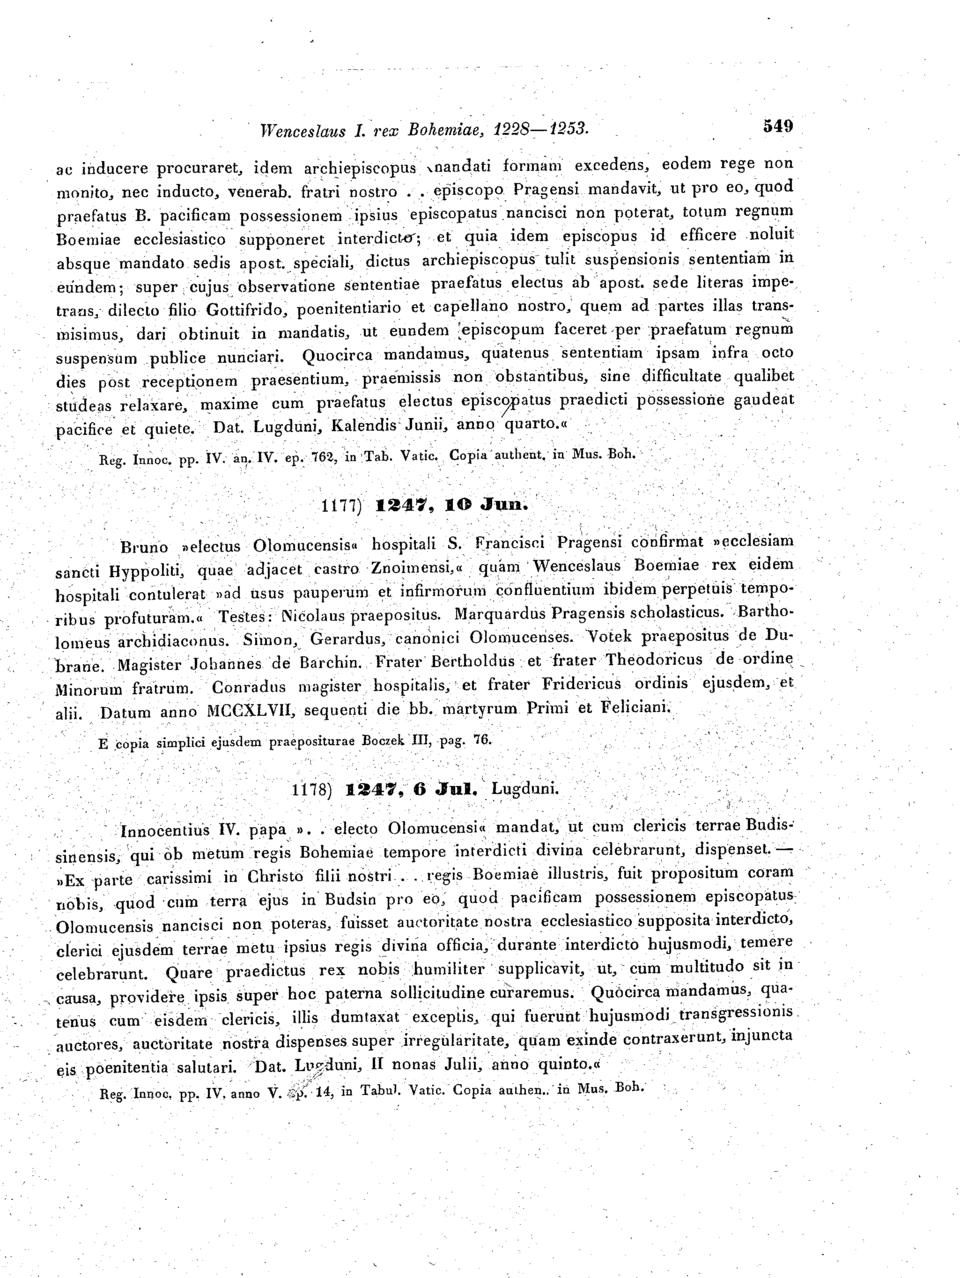 Wenceslaus I. rex Bohemiae, 1228—1253. 549
ac inducere procuraret, idem archiepiscopus mandati formam excedens, eodem rege non
monito, nec inducto, venerab. fratri nostro . . episcopo Pragensi mandavit, ut pro eo, quod
praefatus B. pacificam possessionem ipsius episcopatus nancisci non poterat, totum regnum
Boemiae ecclesiastico supponeret interdicto; et quia idem episcopus id efficere noluit
absque mandato sedis apost. speciali, dictus archiepiscopus tulit suspensionis sententiam in
eundem; super cujus observatione sententiae praefatus electus ab apost. sede literas impe-
trans, dilecto filio Gottifrido, poenitentiario et capellano nostro, quem ad partes illas trans-
misimus, dari obtinuit in mandatis, ut eundem episcopum faceret per praefatum regnum
suspensum publice nunciari. Quocirca mandamus, quatenus sententiam ipsam infra octo
dies post receptionem praesentium, praemissis non obstantibus, sine difficultate qualibet
studeas relaxare, maxime cum praefatus electus episcopatus praedicti possessione gaudeat
pacifice et quiete. Dat. Lugduni, Kalendis Junii, anno quarto.«
Reg. Innoc. pp. IV. an. IV. ep. 762, in Tab. Vatic. Copia authent. in Mus. Boh.
1177) 1247, 10 Jun.
Bruno »electus Olomucensis« hospitali S. Francisci Pragensi confirmat »ecclesiam
sancti Hyppoliti, quae adjacet castro Znoimensi,« quam Wenceslaus Boemiae rex eidem
hospitali contulerat »ad usus pauperum et infirmorum confluentium ibidem perpetuis tempo-
ribus profuturam.« Testes: Nicolaus praepositus. Marquardus Pragensis scholasticus. Bartho-
lomeus archidiaconus. Simon, Gerardus, canonici Olomucenses. Votek praepositus de Du-
brane. Magister Johannes de Barchin. Frater Bertholdus et frater Theodoricus de ordine
Minorum fratrum. Conradus magister hospitalis, et frater Fridericus ordinis ejusdem, et
alii. Datum anno MCCXLVII, sequenti die bb. martyrum Primi et Feliciani.
E copia simplici ejusdem praepositurae Boczek III, pag. 76.
1178) 1247, 6 Jul. Lugduni.
Innocentius IV. papa ». . electo Olomucensi« mandat, ut cum clericis terrae Budis-
sinensis, qui ob metum regis Bohemiae tempore interdicti divina celebrarunt, dispenset. —
»Ex parte carissimi in Christo filii nostri . . regis Boemiae illustris, fuit propositum coram
nobis, quod cum terra ejus in Budsin pro eo, quod pacificam possessionem episcopatus
Olomucensis nancisci non poteras, fuisset auctoritate nostra ecclesiastico supposita interdicto,
clerici ejusdem terrae metu ipsius regis divina officia, durante interdicto hujusmodi, temere
celebrarunt. Quare praedictus rex nobis humiliter supplicavit, ut, cum multitudo sit in
causa, providere ipsis super hoc paterna sollicitudine curaremus. Quocirca mandamus, qua-
tenus cum eisdem clericis, illis dumtaxat exceptis, qui fuerunt hujusmodi transgressionis
auctores, auctoritate nostra dispenses super irregularitate, quam exinde contraxerunt, injuncta
eis poenitentia salutari. Dat. Lugduni, II nonas Julii, anno quinto.«
Reg. Innoc. pp. IV. anno V. ep. 14, in Tabul. Vatic. Copia authen. in Mus. Boh.